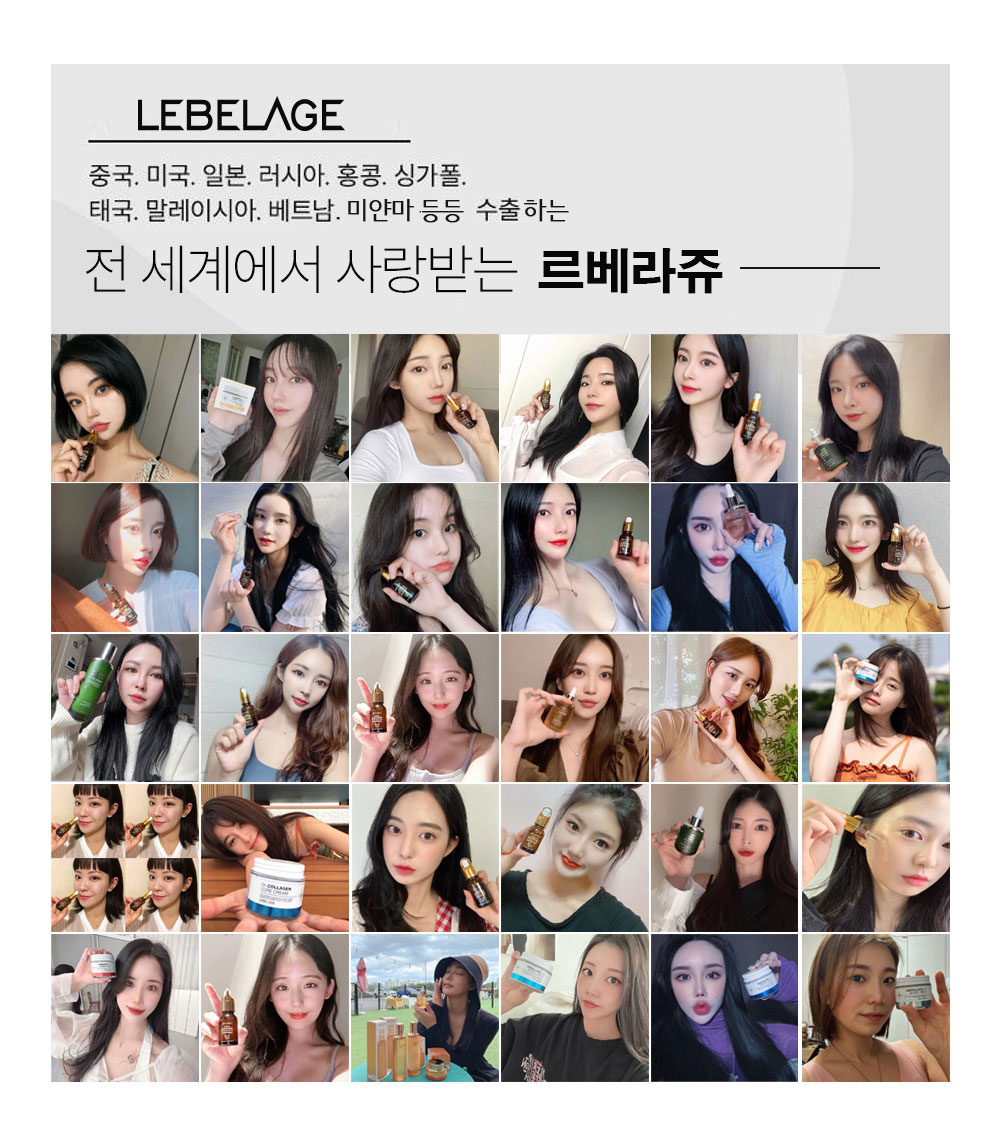 LEBELAGE
중국. 미국. 일본. 러시아. 홍콩. 싱가폴.
태국. 말레이시아. 베트남. 미얀마 등등 수출하는
전 세계에서 사랑받는 르베라쥬
COLLAGEN
CURE CREAM
LEBELAGE